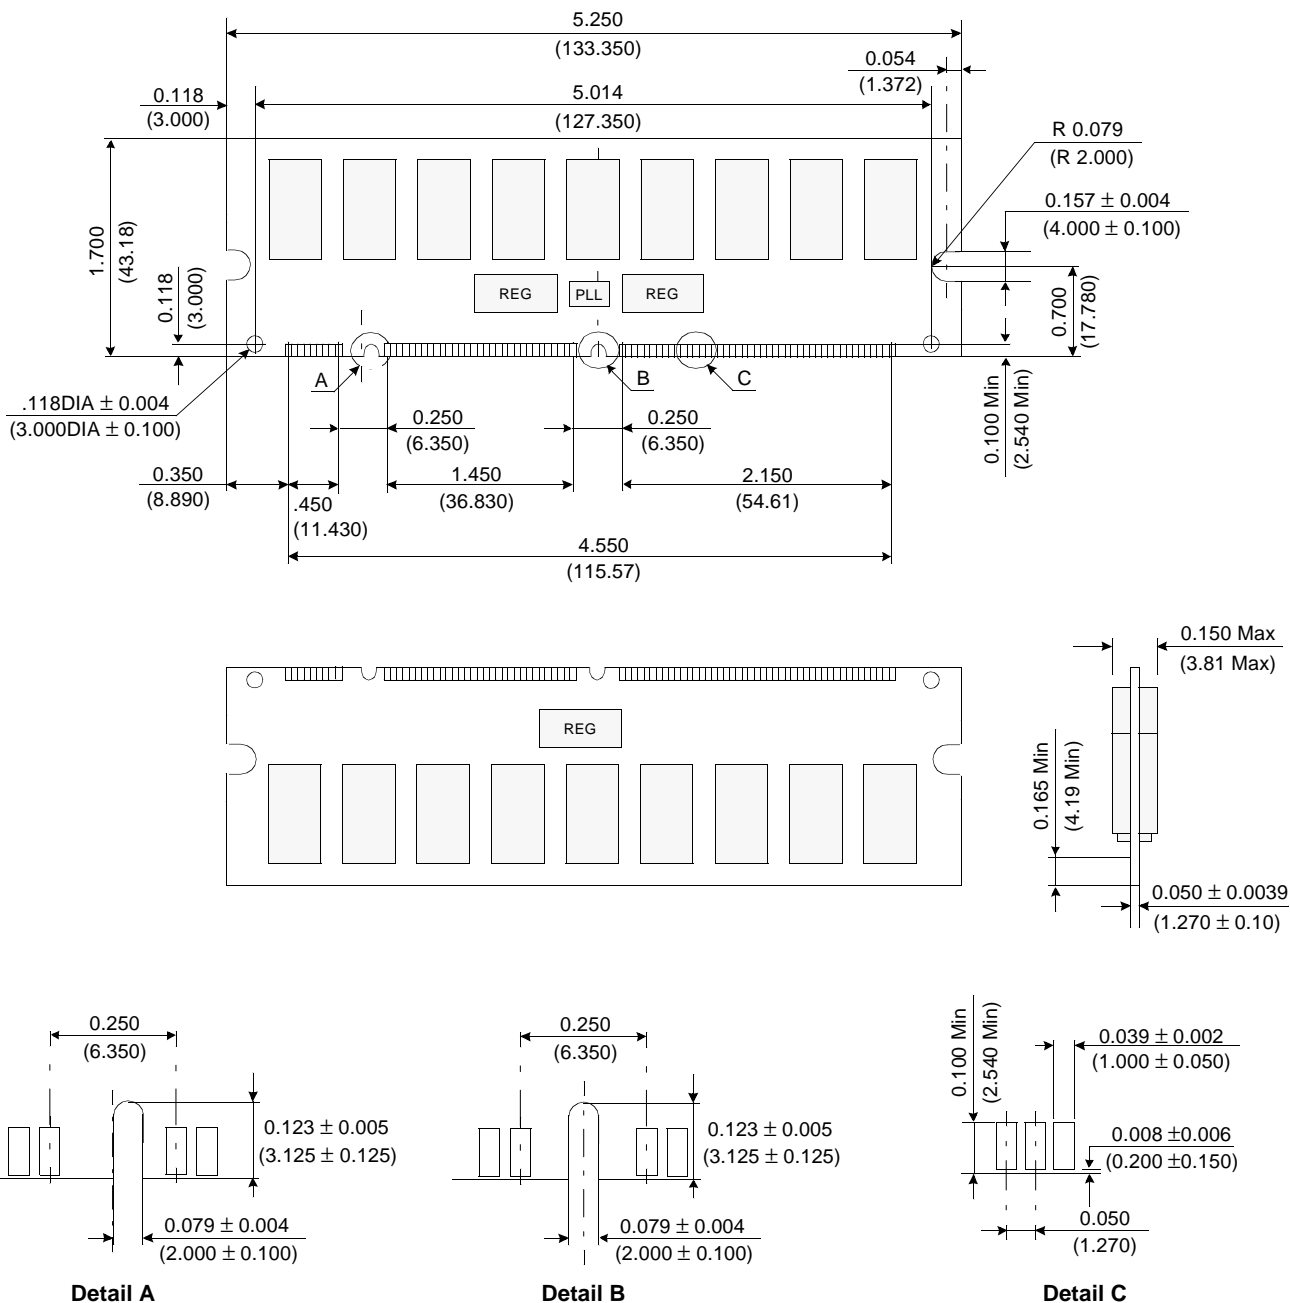 5.250
(133.350)
0.054
(1.372)
0.118
(3.000)
5.014
(127.350)
R 0.079
(R 2.000)
0.157 ± 0.004
(4.000 ± 0.100)
1.700
(43.18)
0.118
(3.000)
REG
PLL
REG
0.700
(17.780)
A
B
C
.118DIA ± 0.004
(3.000DIA ± 0.100)
0.250
(6.350)
0.250
(6.350)
0.100 Min
(2.540 Min)
0.350
(8.890)
.450
(11.430)
1.450
(36.830)
2.150
(54.61)
4.550
(115.57)
0.150 Max
(3.81 Max)
REG
0.165 Min
(4.19 Min)
0.050 ± 0.0039
(1.270 ± 0.10)
0.250
(6.350)
0.123 ± 0.005
(3.125 ± 0.125)
0.079 ± 0.004
(2.000 ± 0.100)
Detail A
0.250
(6.350)
0.123 ± 0.005
(3.125 ± 0.125)
0.079 ± 0.004
(2.000 ± 0.100)
Detail B
0.100 Min
(2.540 Min)
0.039 ± 0.002
(1.000 ± 0.050)
0.008 ±0.006
(0.200 ±0.150)
0.050
(1.270)
Detail C